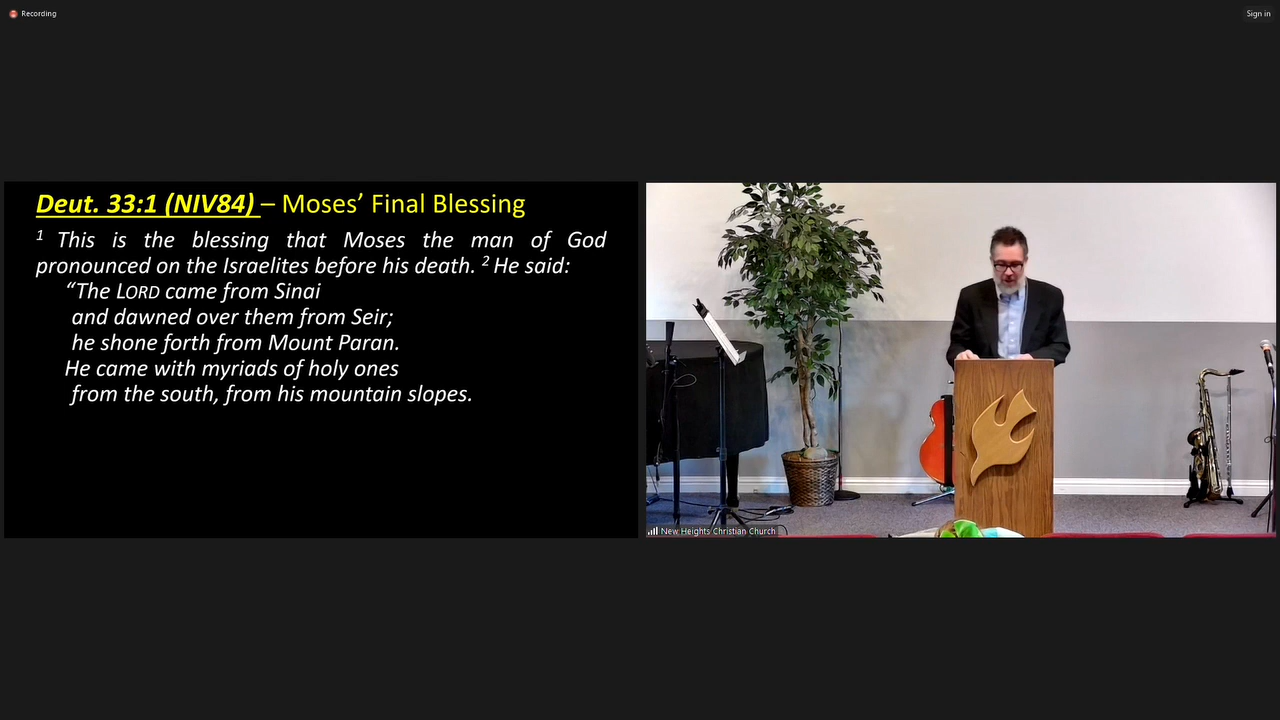 Recording
Sign in
Deut. 33:1 (NIV84) – Moses’ Final Blessing
1 This is the blessing that Moses the man of God
pronounced on the Israelites before his death. 2 He said:
“The LORD came from Sinai
and dawned over them from Seir;
he shone forth from Mount Paran.
He came with myriads of holy ones
from the south, from his mountain slopes.
New Heights Christian Church